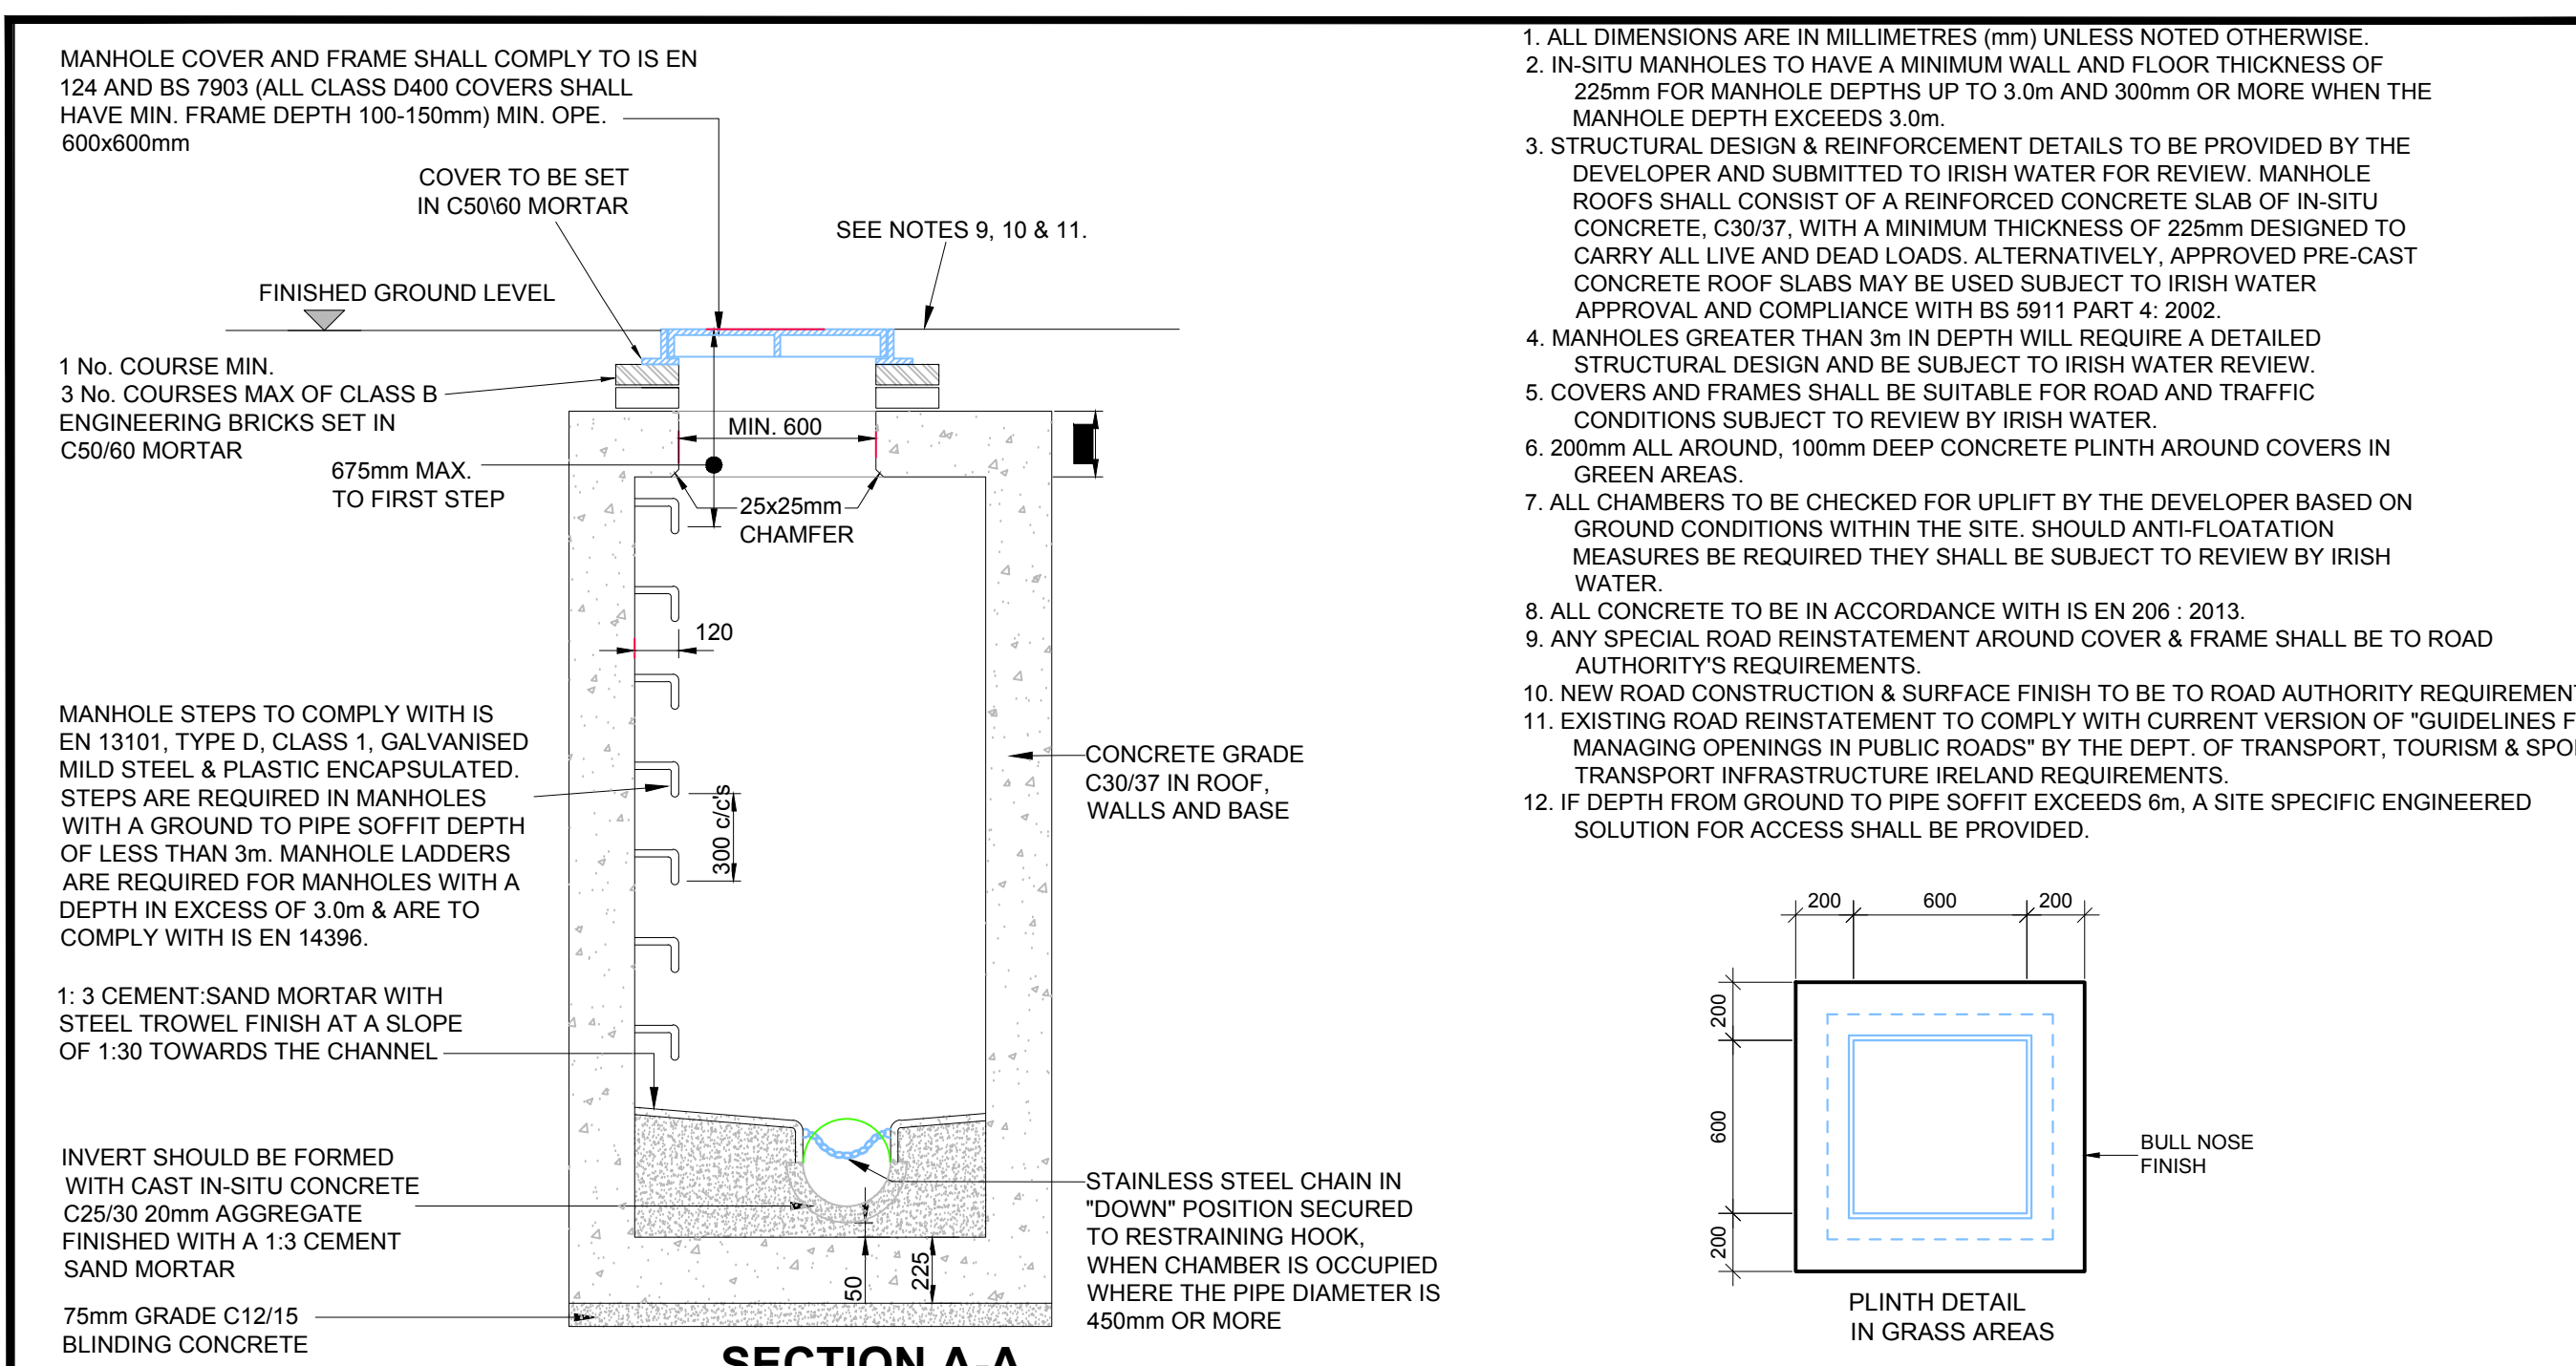 MANHOLE COVER AND FRAME SHALL COMPLY TO IS EN
124 AND BS 7903 (ALL CLASS D400 COVERS SHALL
HAVE MIN. FRAME DEPTH 100-150mm) MIN. OPE.
600x600mm
COVER TO BE SET
IN C50\60 MORTAR
SEE NOTES 9, 10 & 11.
FINISHED GROUND LEVEL
1 No. COURSE MIN.
3 No. COURSES MAX OF CLASS B
ENGINEERING BRICKS SET IN
C50/60 MORTAR
MIN. 600
675mm MAX.
TO FIRST STEP
25x25mm
CHAMFER
120
MANHOLE STEPS TO COMPLY WITH IS
EN 13101, TYPE D, CLASS 1, GALVANISED
MILD STEEL & PLASTIC ENCAPSULATED.
STEPS ARE REQUIRED IN MANHOLES
WITH A GROUND TO PIPE SOFFIT DEPTH
OF LESS THAN 3m. MANHOLE LADDERS
ARE REQUIRED FOR MANHOLES WITH A
DEPTH IN EXCESS OF 3.0m & ARE TO
COMPLY WITH IS EN 14396.
300 c/c's
CONCRETE GRADE
C30/37 IN ROOF,
WALLS AND BASE
1: 3 CEMENT:SAND MORTAR WITH
STEEL TROWEL FINISH AT A SLOPE
OF 1:30 TOWARDS THE CHANNEL
INVERT SHOULD BE FORMED
WITH CAST IN-SITU CONCRETE
C25/30 20mm AGGREGATE
FINISHED WITH A 1:3 CEMENT
SAND MORTAR
STAINLESS STEEL CHAIN IN
"DOWN" POSITION SECURED
TO RESTRAINING HOOK,
WHEN CHAMBER IS OCCUPIED
WHERE THE PIPE DIAMETER IS
450mm OR MORE
50
225
75mm GRADE C12/15
BLINDING CONCRETE
SECTION A-A
1. ALL DIMENSIONS ARE IN MILLIMETRES (mm) UNLESS NOTED OTHERWISE.
2. IN-SITU MANHOLES TO HAVE A MINIMUM WALL AND FLOOR THICKNESS OF
225mm FOR MANHOLE DEPTHS UP TO 3.0m AND 300mm OR MORE WHEN THE
MANHOLE DEPTH EXCEEDS 3.0m.
3. STRUCTURAL DESIGN & REINFORCEMENT DETAILS TO BE PROVIDED BY THE
DEVELOPER AND SUBMITTED TO IRISH WATER FOR REVIEW. MANHOLE
ROOFS SHALL CONSIST OF A REINFORCED CONCRETE SLAB OF IN-SITU
CONCRETE, C30/37, WITH A MINIMUM THICKNESS OF 225mm DESIGNED TO
CARRY ALL LIVE AND DEAD LOADS. ALTERNATIVELY, APPROVED PRE-CAST
CONCRETE ROOF SLABS MAY BE USED SUBJECT TO IRISH WATER
APPROVAL AND COMPLIANCE WITH BS 5911 PART 4: 2002.
4. MANHOLES GREATER THAN 3m IN DEPTH WILL REQUIRE A DETAILED
STRUCTURAL DESIGN AND BE SUBJECT TO IRISH WATER REVIEW.
5. COVERS AND FRAMES SHALL BE SUITABLE FOR ROAD AND TRAFFIC
CONDITIONS SUBJECT TO REVIEW BY IRISH WATER.
6. 200mm ALL AROUND, 100mm DEEP CONCRETE PLINTH AROUND COVERS IN
GREEN AREAS.
7. ALL CHAMBERS TO BE CHECKED FOR UPLIFT BY THE DEVELOPER BASED ON
GROUND CONDITIONS WITHIN THE SITE. SHOULD ANTI-FLOATATION
MEASURES BE REQUIRED THEY SHALL BE SUBJECT TO REVIEW BY IRISH
WATER.
8. ALL CONCRETE TO BE IN ACCORDANCE WITH IS EN 206 : 2013.
9. ANY SPECIAL ROAD REINSTATEMENT AROUND COVER & FRAME SHALL BE TO ROAD
AUTHORITY'S REQUIREMENTS.
10. NEW ROAD CONSTRUCTION & SURFACE FINISH TO BE TO ROAD AUTHORITY REQUIREMEN
11. EXISTING ROAD REINSTATEMENT TO COMPLY WITH CURRENT VERSION OF "GUIDELINES F
MANAGING OPENINGS IN PUBLIC ROADS" BY THE DEPT. OF TRANSPORT, TOURISM & SPO
TRANSPORT INFRASTRUCTURE IRELAND REQUIREMENTS.
12. IF DEPTH FROM GROUND TO PIPE SOFFIT EXCEEDS 6m, A SITE SPECIFIC ENGINEERED
SOLUTION FOR ACCESS SHALL BE PROVIDED.
200 600 200
200
600
200
BULL NOSE
FINISH
PLINTH DETAIL
IN GRASS AREAS